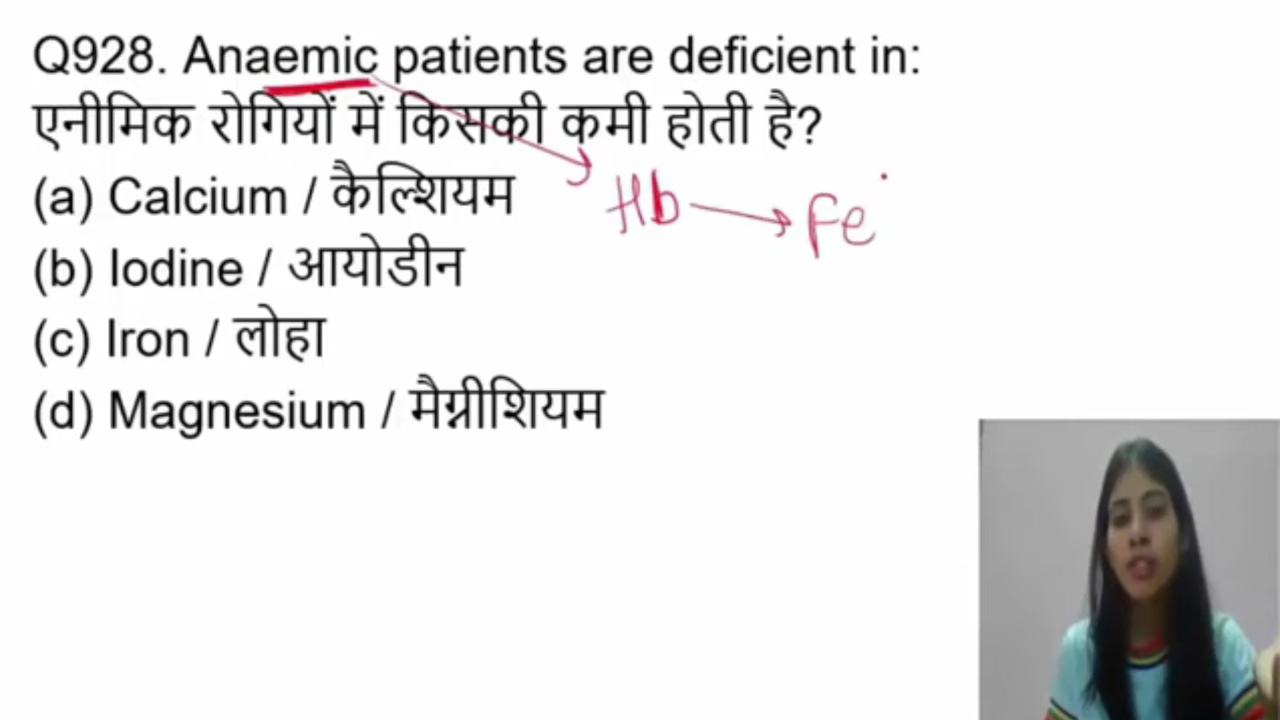 Q928. Anaemic patients are deficient in:
एनीमिक रोगियों में किसकी कमी होती है?
(a) Calcium / कैल्शियम
Hb → Fe
(b) Iodine / आयोडीन
(c) Iron / लोहा
(d) Magnesium / मैग्नीशियम